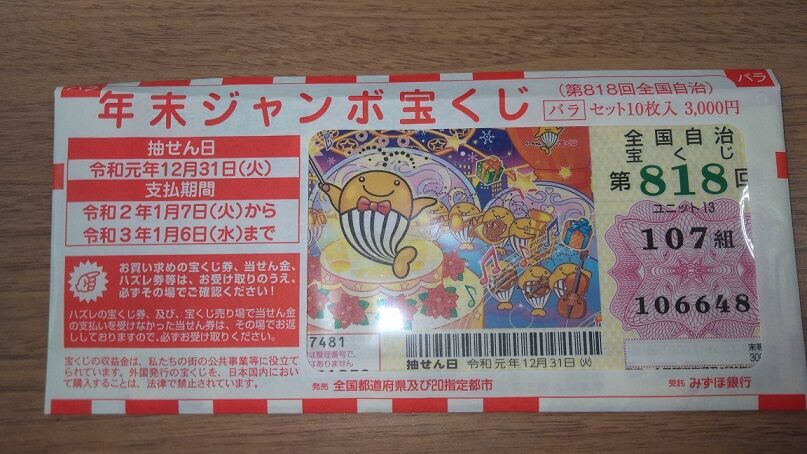 バラ
年末ジャンボ宝くじ
(第818回全国自治)
バラ セット10枚入 3,000円
抽せん日
令和元年12月31日(火)
支払期間
令和2年1月7日(火)から
令和3年1月6日(水)まで
お買い求めの宝くじ券、当せん金、
ハズレ券等は、お受け取りのうえ、
必ずその場でご確認ください!
ハズレの宝くじ券、及び、宝くじ売り場で当せん金
の支払いを受けなかった当せん券は、その場でお返
ししておりますので、必ずお受け取りください。
宝くじの収益金は、私たちの街の公共事業等に役立て
られています。外国発行の宝くじを、日本国内におい
て購入することは、法律で禁止されています。
全国自治
宝くじ
第818回
ユニット13
107組
106648
7481
は整理番号で、
はありません
抽せん日 令和元年12月31日(火)
発売 全国都道府県及び20指定都市
受託 みずほ銀行